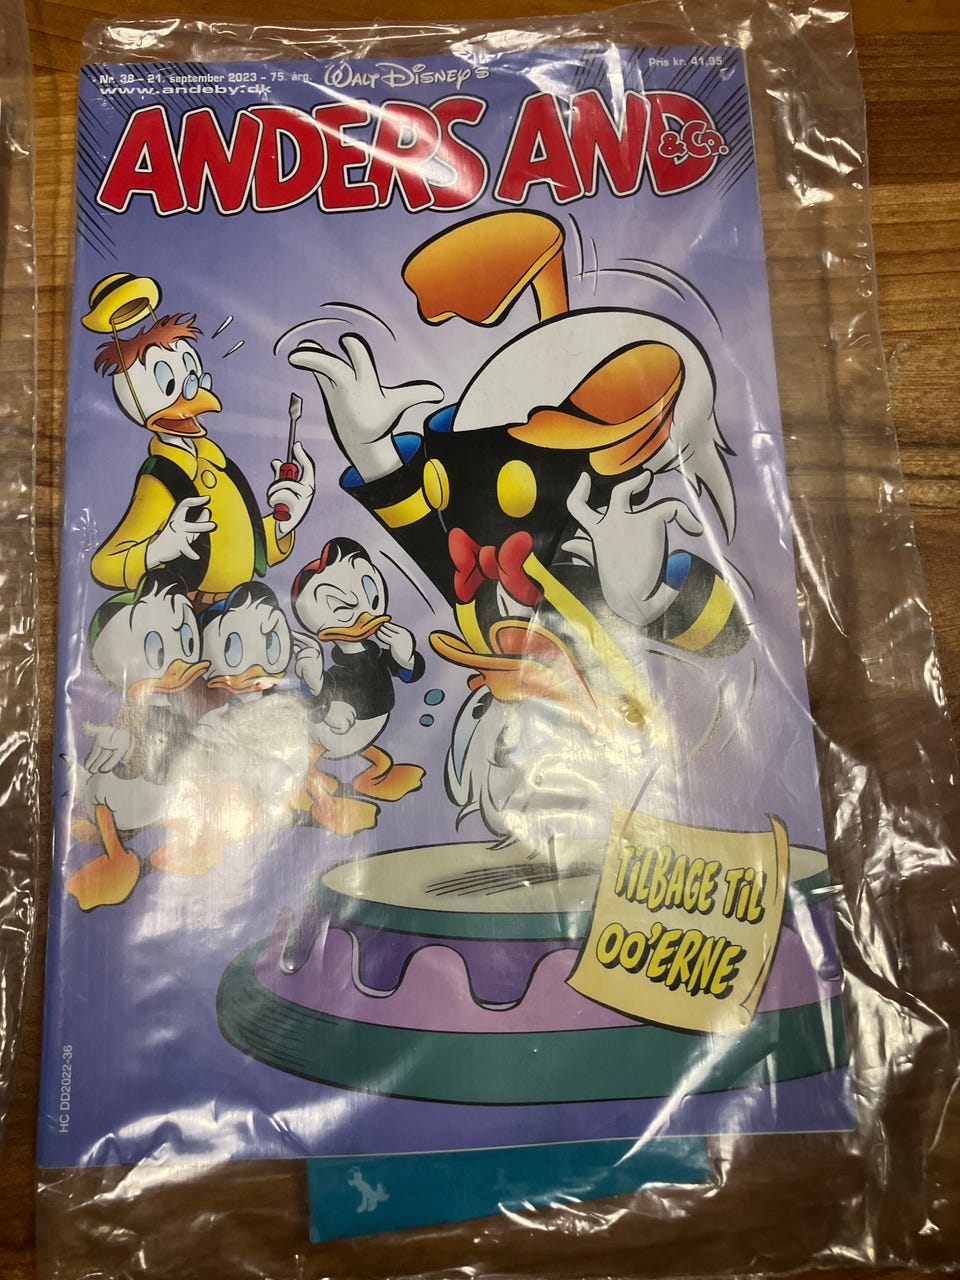 Nr. 38 – 21. september 2023 - 75. årg.
www.andeby.dk
WALT DISNEY'S
Pris kr. 41,95
ANDERS AND
& Co.
TiLBAGE TiL
00'ERNE
HC DD2022-36